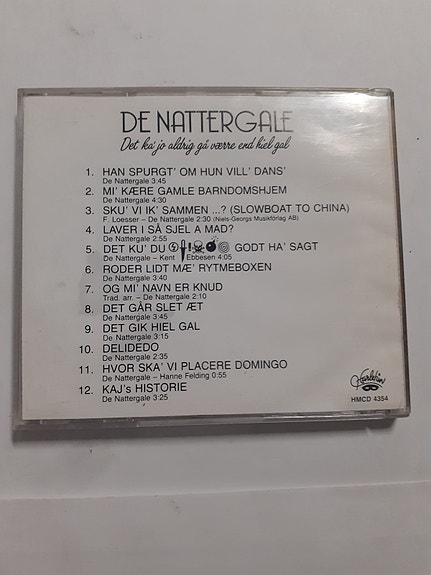 DE NATTERGALE
Det ka' jo aldrig gå værre end hiel gal
1. HAN SPURGT' OM HUN VILL' DANS'
De Nattergale 3:45
2. MI' KÆRE GAMLE BARNDOMSHJEM
De Nattergale 4:30
3. SKU' VI IK' SAMMEN ...? (SLOWBOAT TO CHINA)
F. Loesser – De Nattergale 2:30 (Niels-Georgs Musikförlag AB)
4. LAVER I SÅ SJEL A MAD?
De Nattergale 2:55
5. DET KU' DU GODT HA' SAGT
De Nattergale – Kent Ebbesen 4:05
6. RODER LIDT MÆ' RYTMEBOXEN
De Nattergale 3:40
7. OG MI' NAVN ER KNUD
Trad. arr. – De Nattergale 2:10
8. DET GÅR SLET ÆT
De Nattergale 3:45
9. DET GIK HIEL GAL
De Nattergale 3:15
10. DELIDEDO
De Nattergale 2:35
11. HVOR SKA' VI PLACERE DOMINGO
De Nattergale – Hanne Felding 0:55
12. KAJ's HISTORIE
De Nattergale 3:25
Harlekin
HMCD 4354